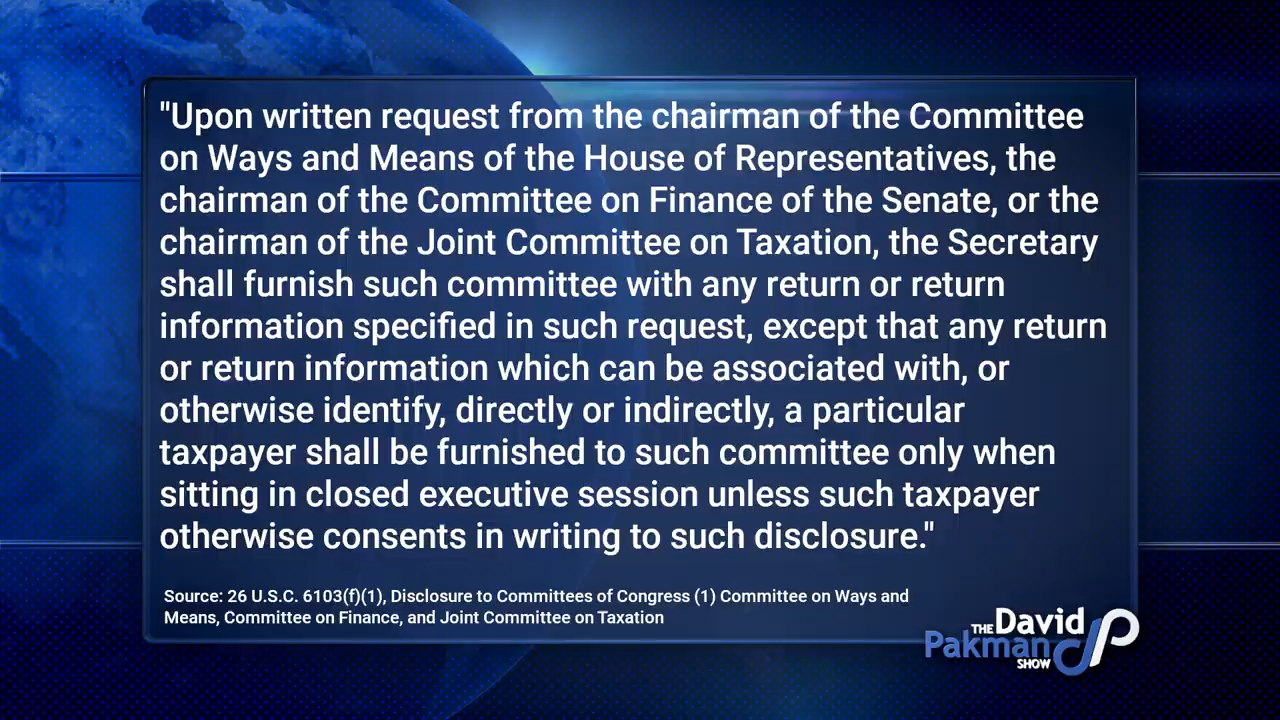 "Upon written request from the chairman of the Committee
on Ways and Means of the House of Representatives, the
chairman of the Committee on Finance of the Senate, or the
chairman of the Joint Committee on Taxation, the Secretary
shall furnish such committee with any return or return
information specified in such request, except that any return
or return information which can be associated with, or
otherwise identify, directly or indirectly, a particular
taxpayer shall be furnished to such committee only when
sitting in closed executive session unless such taxpayer
otherwise consents in writing to such disclosure."
Source: 26 U.S.C. 6103(f)(1), Disclosure to Committees of Congress (1) Committee on Ways and
Means, Committee on Finance, and Joint Committee on Taxation
THE David
Pakman
SHOW